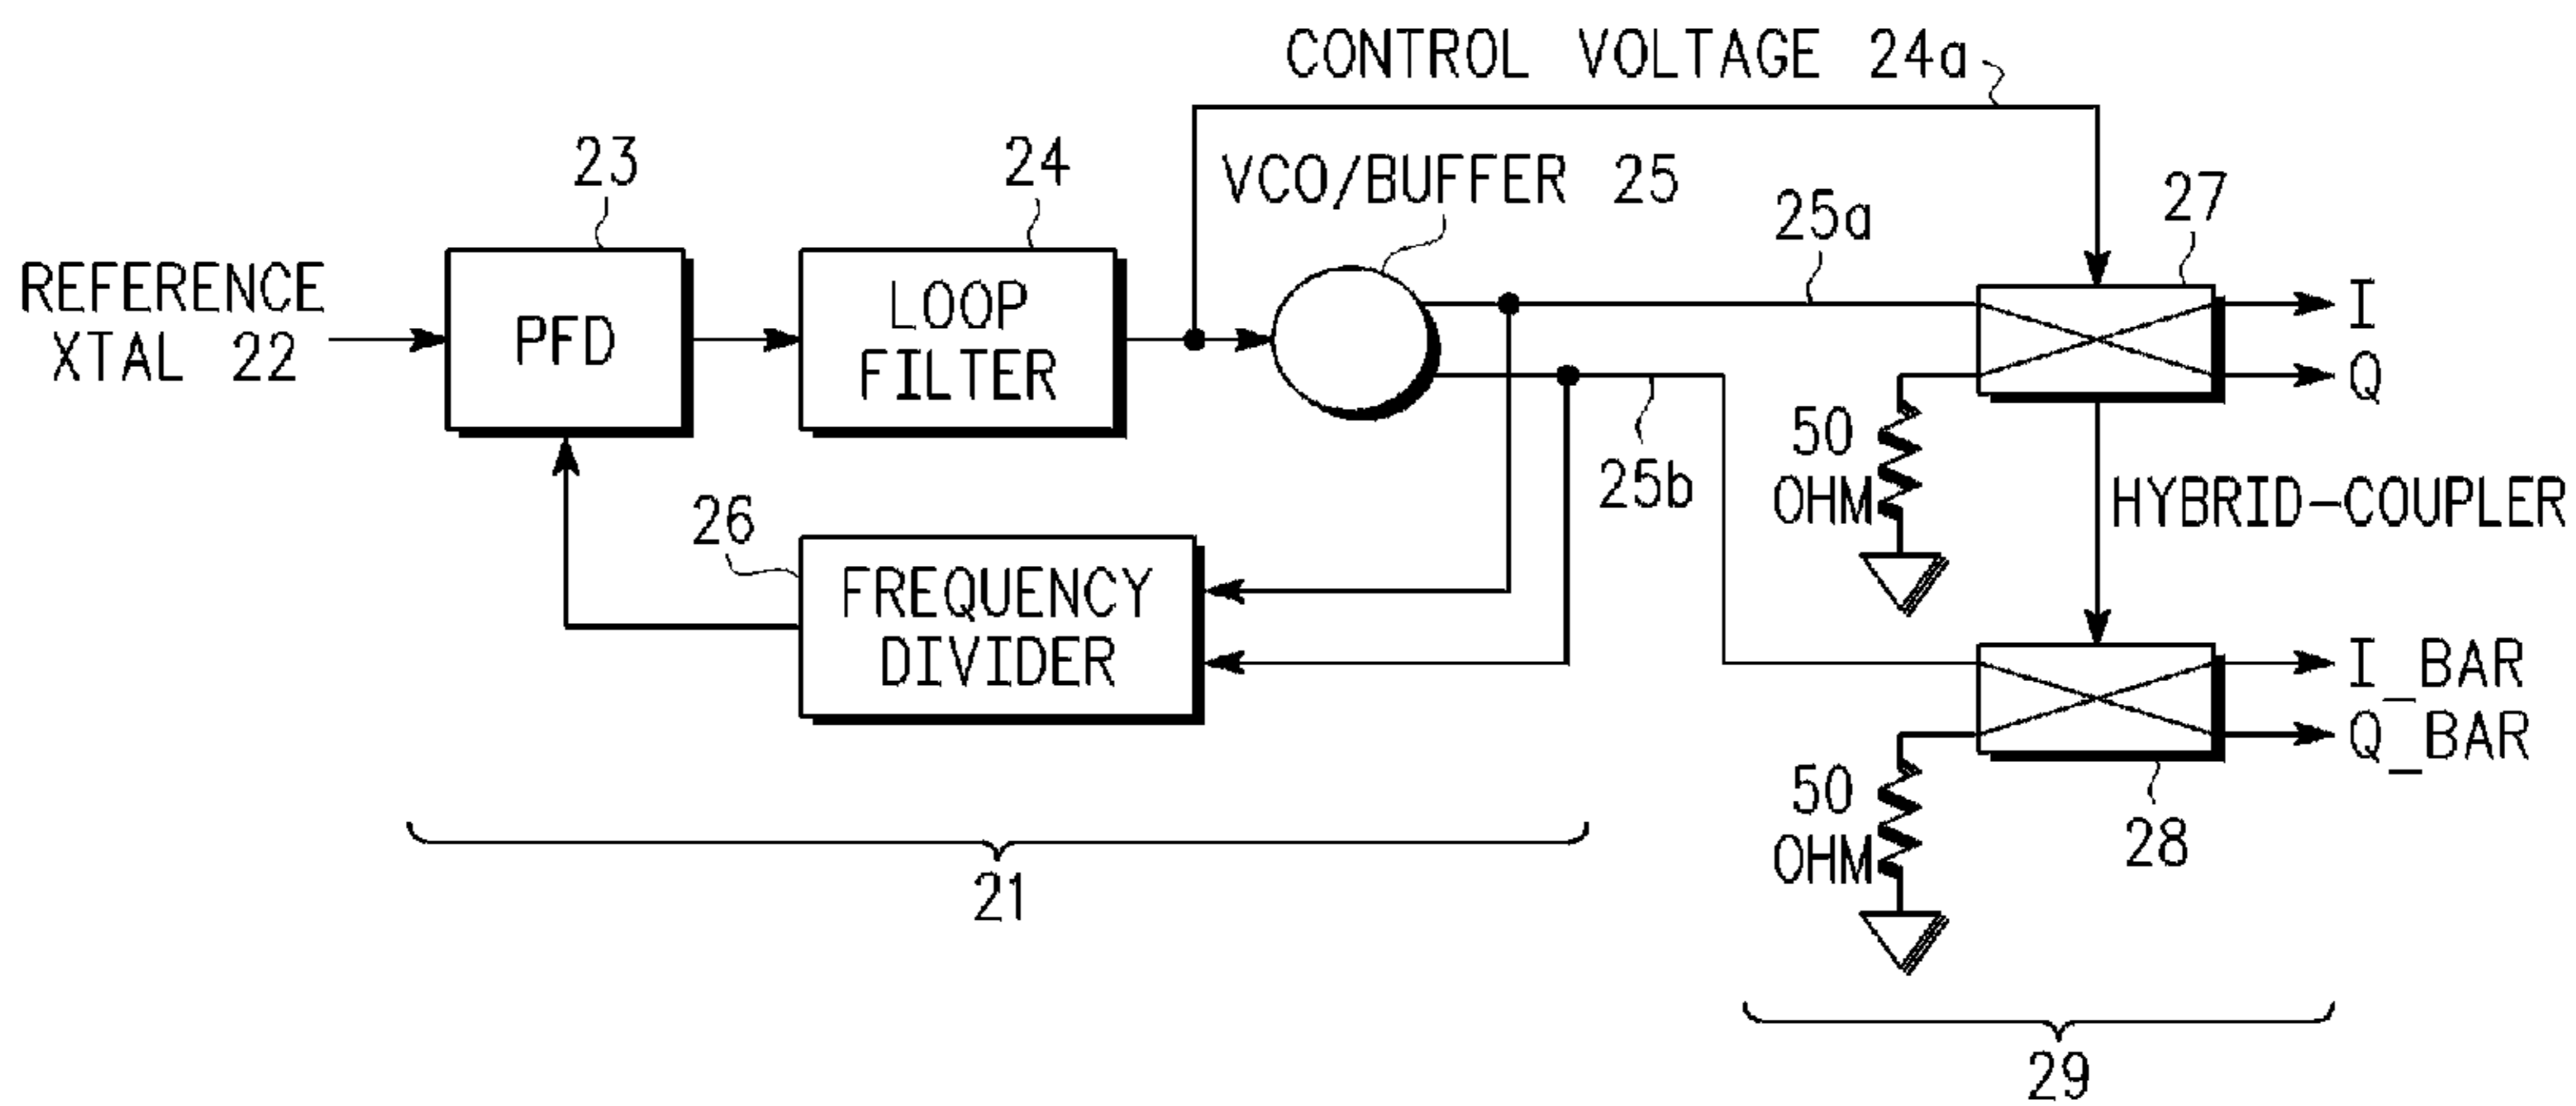 CONTROL VOLTAGE 24a
23
24
VCO/BUFFER 25
25a
27
REFERENCE
XTAL 22
PFD
LOOP
FILTER
I
Q
25b
50
OHM
HYBRID-COUPLER
26
FREQUENCY
DIVIDER
I_BAR
Q_BAR
50
OHM
28
21
29